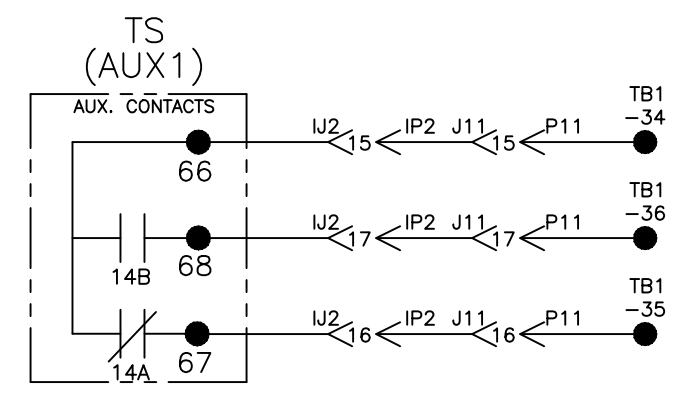 TS
(AUX1)
AUX. CONTACTS
66
IJ2
15
IP2
J11
15
P11
TB1
-34
14B
68
IJ2
17
IP2
J11
17
P11
TB1
-36
14A
67
IJ2
16
IP2
J11
16
P11
TB1
-35